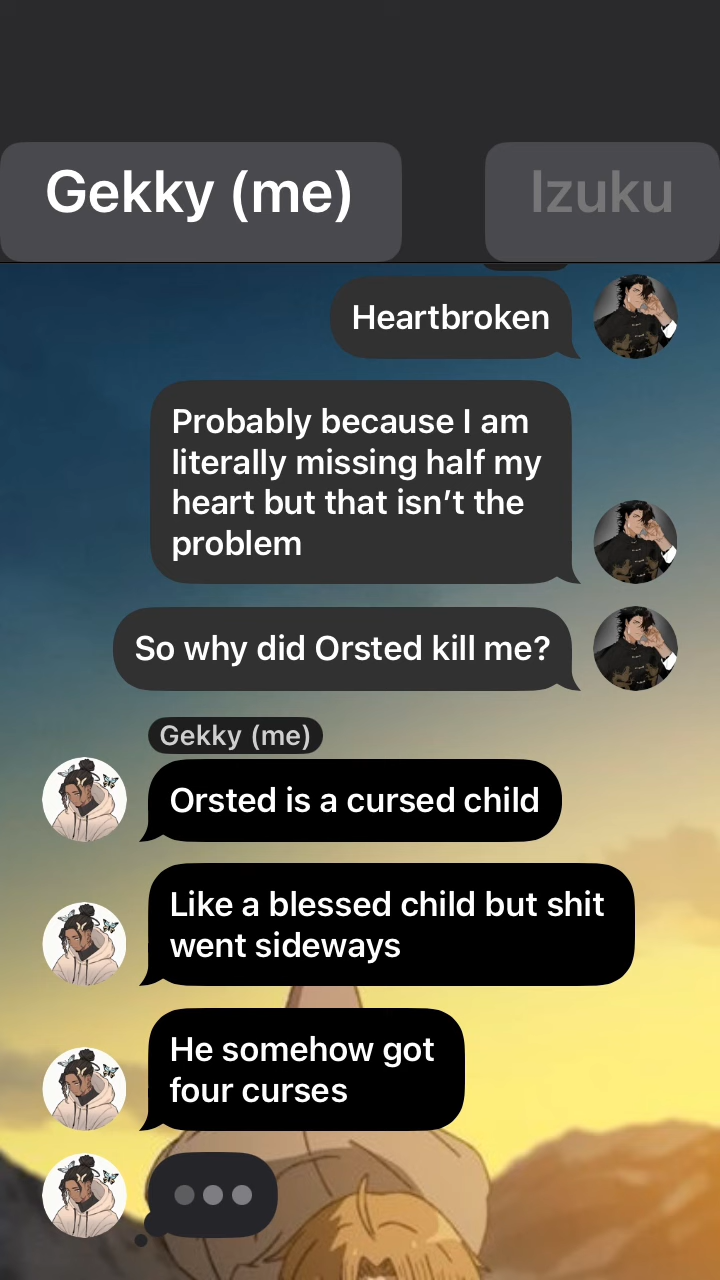 Gekky (me)
Izuku
Heartbroken
Probably because I am
literally missing half my
heart but that isn’t the
problem
So why did Orsted kill me?
Gekky (me)
Orsted is a cursed child
Like a blessed child but shit
went sideways
He somehow got
four curses